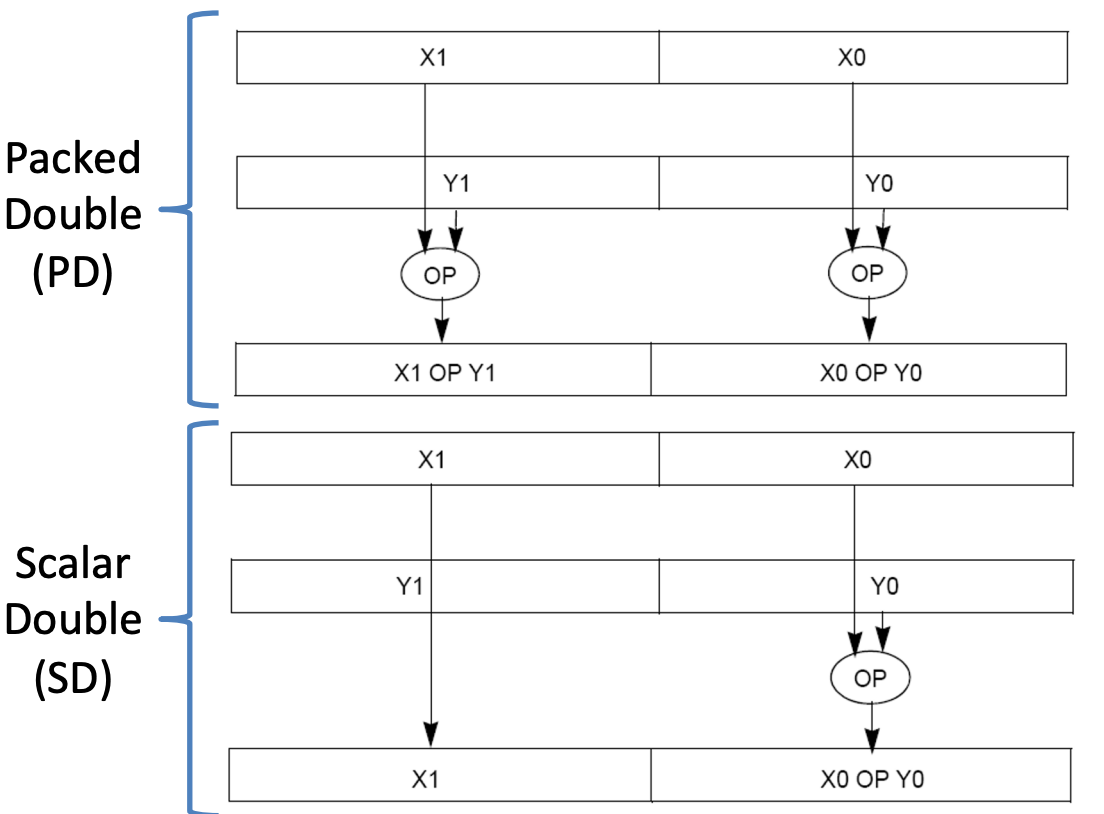 Packed
Double
(PD)
X1 X0
Y1 Y0
OP OP
X1 OP Y1 X0 OP Y0
Scalar
Double
(SD)
X1 X0
Y1 Y0
OP
X1 X0 OP Y0